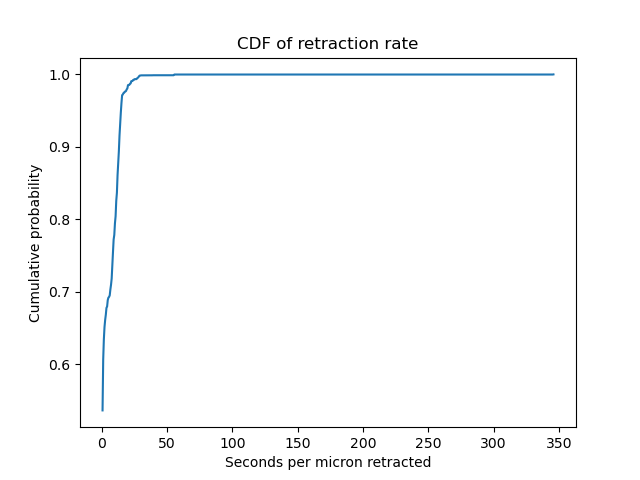 CDF of retraction rate
1.0
0.9
0.8
0.7
0.6
Cumulative probability
0 50 100 150 200 250 300 350
Seconds per micron retracted